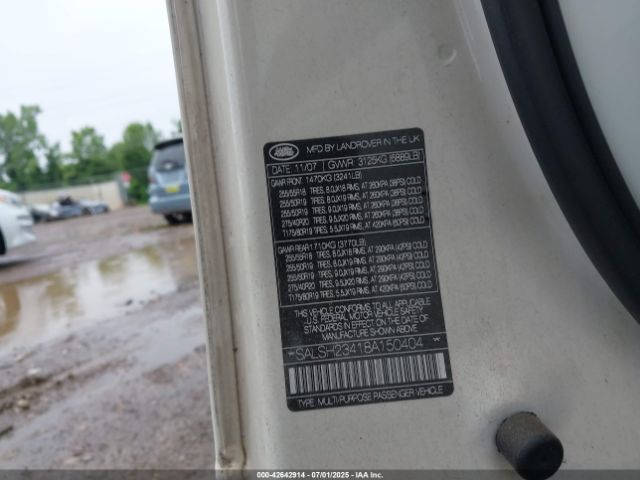 LAND ROVER
MFD BY LANDROVER IN THE UK
DATE: 11/07 GVWR 3125KG (6889LB)
GAWR FRONT 1470KG (3241LB)
255/55R18 TIRES, 8.0JX18 RIMS, AT 260KPA (38PSI) COLD
255/50R19 TIRES, 8.0JX19 RIMS, AT 260KPA (38PSI) COLD
255/50R19 TIRES, 9.0JX19 RIMS, AT 260KPA (38PSI) COLD
275/40R20 TIRES, 9.5JX20 RIMS, AT 260KPA (38PSI) COLD
T175/80R19 TIRES, 5.5JX19 RIMS, AT 420KPA (60PSI) COLD
GAWR REAR 1710KG (3770LB)
255/55R18 TIRES, 8.0JX18 RIMS, AT 290KPA (42PSI) COLD
255/50R19 TIRES, 8.0JX19 RIMS, AT 290KPA (42PSI) COLD
255/50R19 TIRES, 9.0JX19 RIMS, AT 290KPA (42PSI) COLD
275/40R20 TIRES, 9.5JX20 RIMS, AT 290KPA (42PSI) COLD
T175/80R19 TIRES, 5.5JX19 RIMS, AT 420KPA (60PSI) COLD
THIS VEHICLE CONFORMS TO ALL APPLICABLE
U.S. FEDERAL MOTOR VEHICLE SAFETY
STANDARDS IN EFFECT ON THE DATE OF
MANUFACTURE SHOWN ABOVE
*SALSH23418A150404*
TYPE: MULTI-PURPOSE PASSENGER VEHICLE
000-42642914 - 07/01/2025 - IAA Inc.